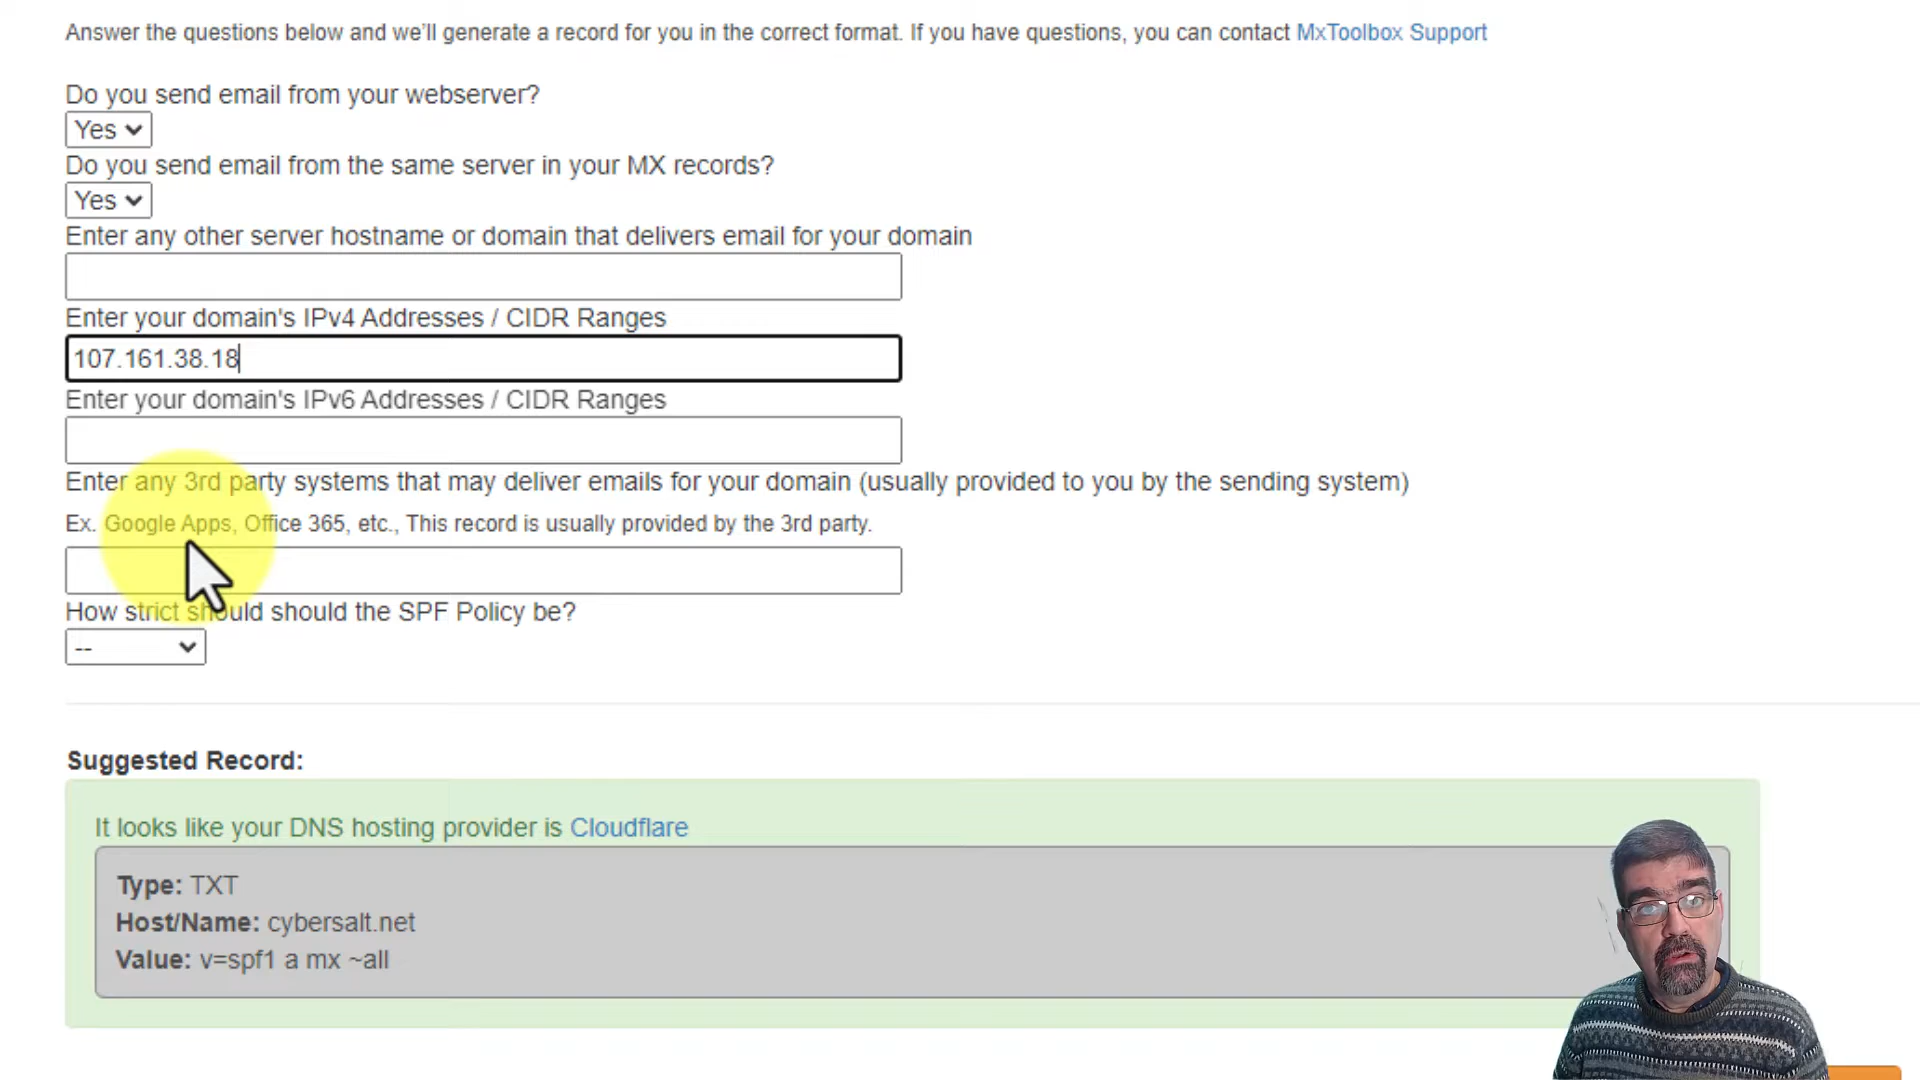 Answer the questions below and we'll generate a record for you in the correct format. If you have questions, you can contact MxToolbox Support
Do you send email from your webserver?
Yes
Do you send email from the same server in your MX records?
Yes
Enter any other server hostname or domain that delivers email for your domain
Enter your domain's IPv4 Addresses / CIDR Ranges
107.161.38.18
Enter your domain's IPv6 Addresses / CIDR Ranges
Enter any 3rd party systems that may deliver emails for your domain (usually provided to you by the sending system)
Ex. Google Apps, Office 365, etc., This record is usually provided by the 3rd party.
How strict should should the SPF Policy be?
--
Suggested Record:
It looks like your DNS hosting provider is Cloudflare
Type: TXT
Host/Name: cybersalt.net
Value: v=spf1 a mx ~all